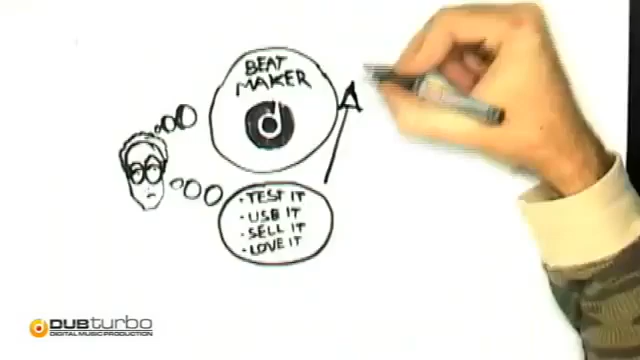 BEAT
MAKER
d
• TEST IT
• USB IT
• SELL IT
• LOVE IT
DUBturbo
DIGITAL MUSIC PRODUCTION